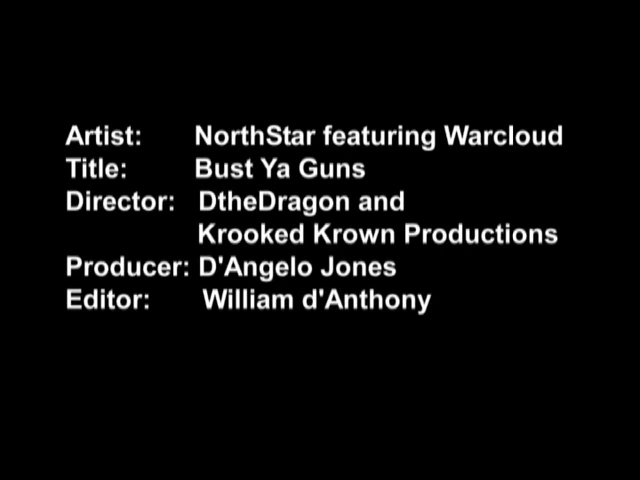 Artist: NorthStar featuring Warcloud
Title: Bust Ya Guns
Director: DtheDragon and
Krooked Krown Productions
Producer: D'Angelo Jones
Editor: William d'Anthony